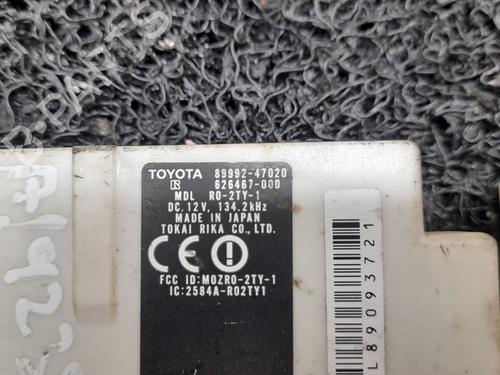 TOYOTA 89992-47020
R 626467-000
MDL RO-2TY-1
DC.12V, 134.2kHz
MADE IN JAPAN
TOKAI RIKA CO., LTD.
CE
FCC ID:MOZRO-2TY-1
IC:2584A-RO2TY1
L89093721